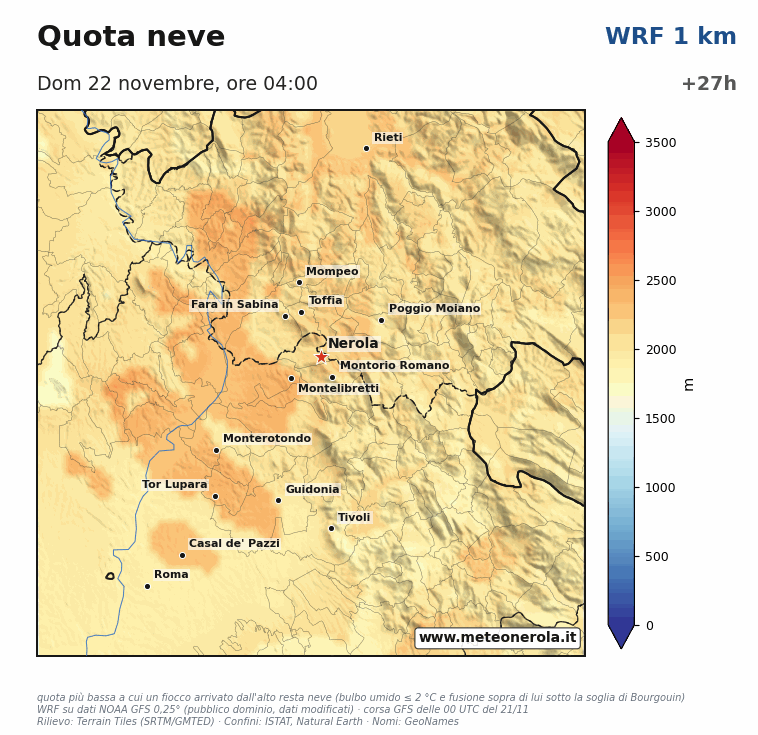 Quota neve
WRF 1 km
Dom 22 novembre, ore 04:00
+27h
Rieti
Mompeo
Toffia
Fara in Sabina
Poggio Moiano
Nerola
Montorio Romano
Montelibretti
Monterotondo
Tor Lupara
Guidonia
Tivoli
Casal de' Pazzi
Roma
www.meteonerola.it
3500
3000
2500
2000
1500
1000
500
0
m
quota più bassa a cui un fiocco arrivato dall'alto resta neve (bulbo umido ≤ 2 °C e fusione sopra di lui sotto la soglia di Bourgouin)
WRF su dati NOAA GFS 0,25° (pubblico dominio, dati modificati) · corsa GFS delle 00 UTC del 21/11
Rilievo: Terrain Tiles (SRTM/GMTED) · Confini: ISTAT, Natural Earth · Nomi: GeoNames